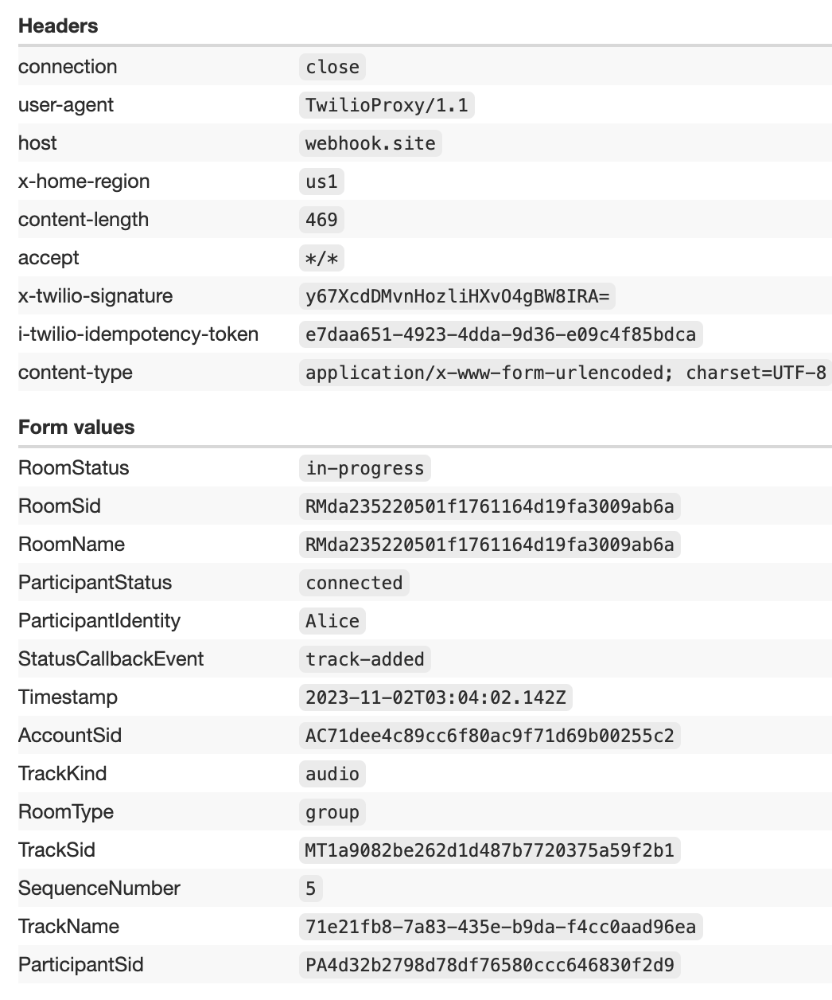 Headers
connection close
user-agent TwilioProxy/1.1
host webhook.site
x-home-region us1
content-length 469
accept */*
x-twilio-signature y67XcdDMvnHozliHXvO4gBW8IRA=
i-twilio-idempotency-token e7daa651-4923-4dda-9d36-e09c4f85bdca
content-type application/x-www-form-urlencoded; charset=UTF-8
Form values
RoomStatus in-progress
RoomSid RMda235220501f1761164d19fa3009ab6a
RoomName RMda235220501f1761164d19fa3009ab6a
ParticipantStatus connected
ParticipantIdentity Alice
StatusCallbackEvent track-added
Timestamp 2023-11-02T03:04:02.142Z
AccountSid AC71dee4c89cc6f80ac9f71d69b00255c2
TrackKind audio
RoomType group
TrackSid MT1a9082be262d1d487b7720375a59f2b1
SequenceNumber 5
TrackName 71e21fb8-7a83-435e-b9da-f4cc0aad96ea
ParticipantSid PA4d32b2798d78df76580ccc646830f2d9